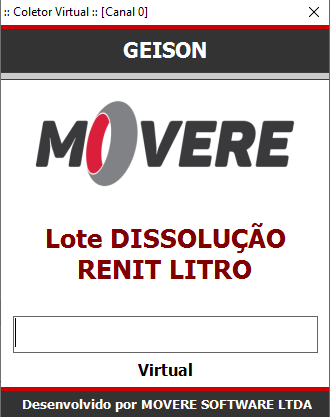 :: Coletor Virtual :: [Canal 0]
GEISON
MOVERE
Lote DISSOLUÇÃO
RENIT LITRO
Virtual
Desenvolvido por MOVERE SOFTWARE LTDA